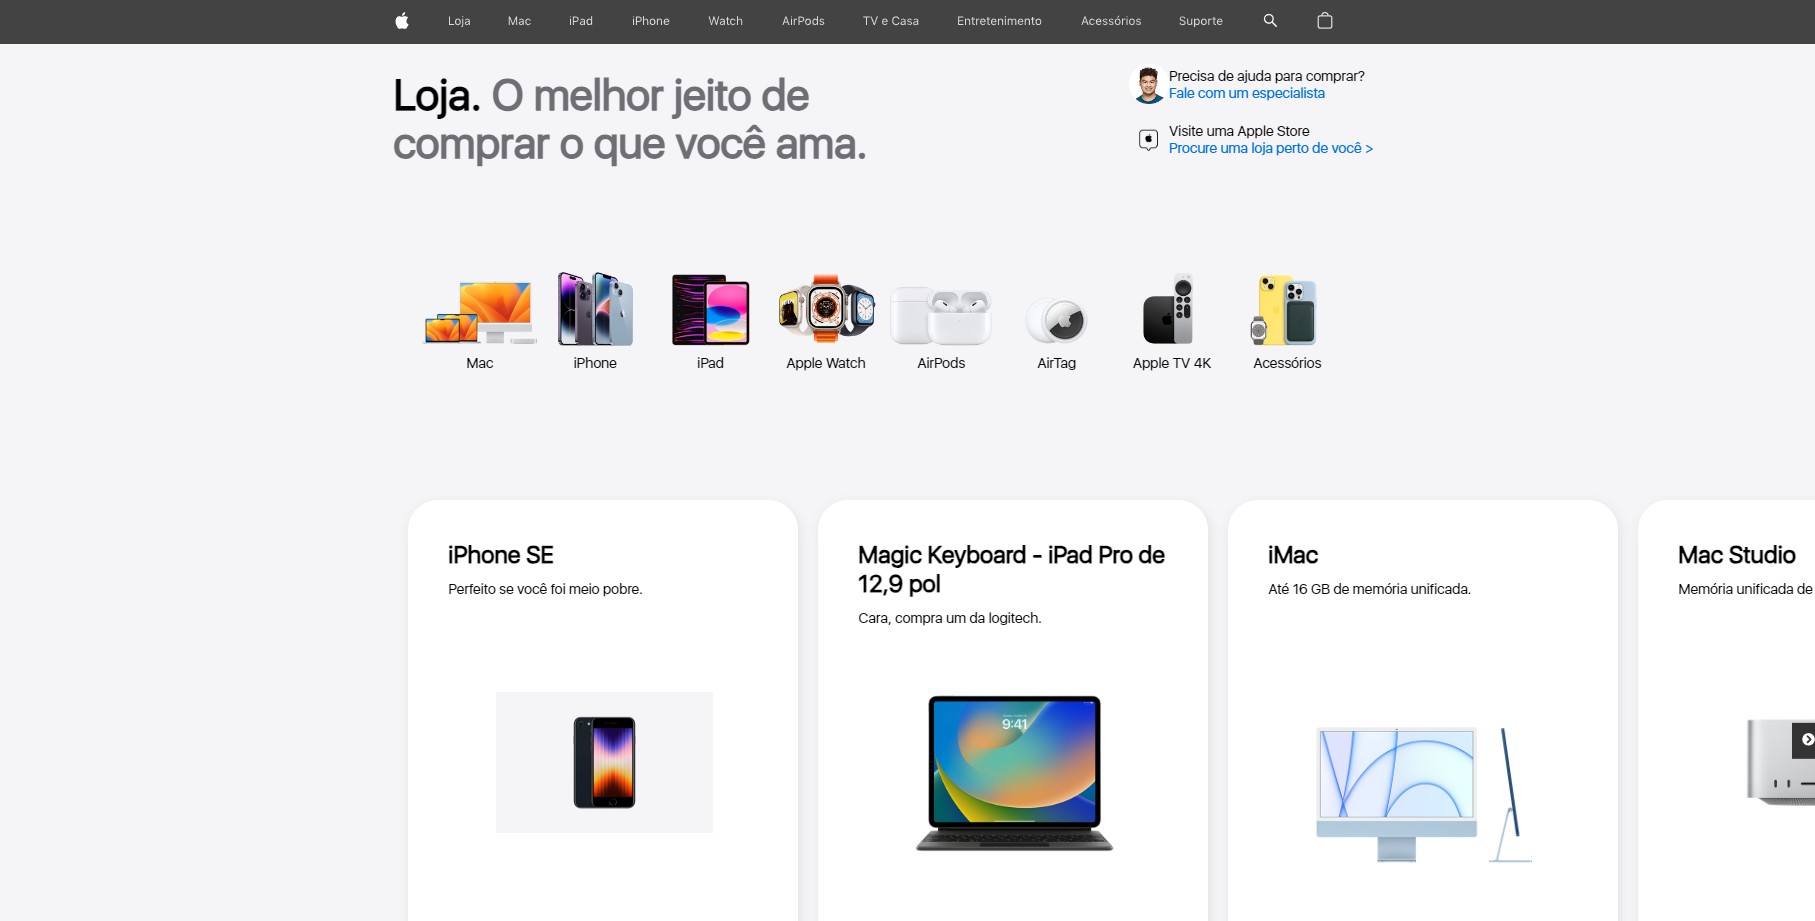 Loja Mac iPad iPhone Watch AirPods TV e Casa Entretenimento Acessórios Suporte
Loja. O melhor jeito de
comprar o que você ama.
Precisa de ajuda para comprar?
Fale com um especialista
Visite uma Apple Store
Procure uma loja perto de você >
Mac iPhone iPad Apple Watch AirPods AirTag Apple TV 4K Acessórios
iPhone SE
Perfeito se você foi meio pobre.
Magic Keyboard - iPad Pro de
12,9 pol
Cara, compra um da logitech.
9:41
iMac
Até 16 GB de memória unificada.
Mac Studio
Memória unificada de